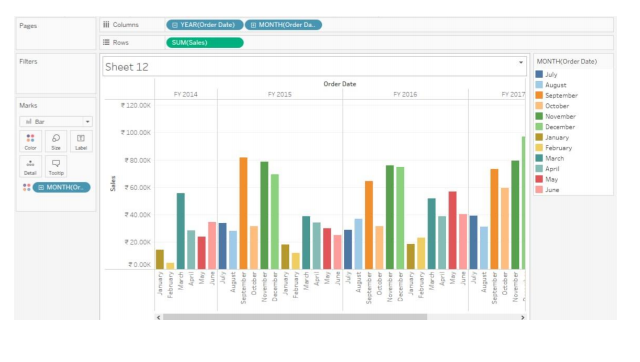 Pages
Columns
YEAR(Order Date)
MONTH(Order Da..
Rows
SUM(Sales)
Filters
Marks
Bar
Color Size Label
Detail Tooltip
MONTH(Or..
Sheet 12
Order Date
FY 2014 FY 2015 FY 2016 FY 2017
Sales
₹ 120.00K
₹ 100.00K
₹ 80.00K
₹ 60.00K
₹ 40.00K
₹ 20.00K
₹ 0.00K
January February March April May June July August September October November December January February March April May June July August September October November December January February March April May June July August September October November
MONTH(Order Date)
July
August
September
October
November
December
January
February
March
April
May
June